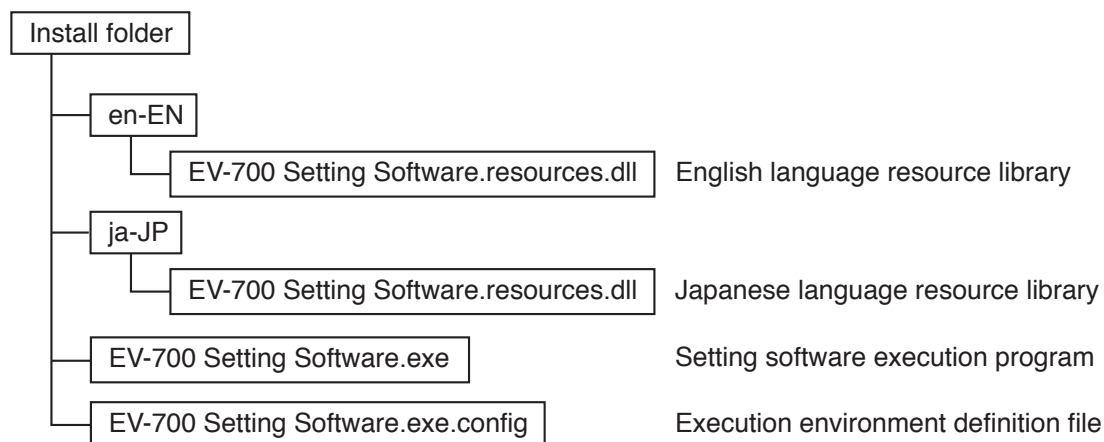 Install folder
en-EN
EV-700 Setting Software.resources.dll English language resource library
ja-JP
EV-700 Setting Software.resources.dll Japanese language resource library
EV-700 Setting Software.exe Setting software execution program
EV-700 Setting Software.exe.config Execution environment definition file